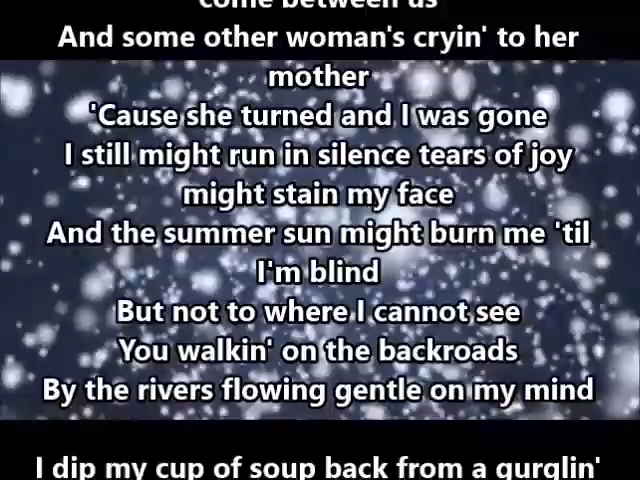 come between us
And some other woman's cryin' to her
mother
'Cause she turned and I was gone
I still might run in silence tears of joy
might stain my face
And the summer sun might burn me 'til
I'm blind
But not to where I cannot see
You walkin' on the backroads
By the rivers flowing gentle on my mind
I dip my cup of soup back from a gurglin'